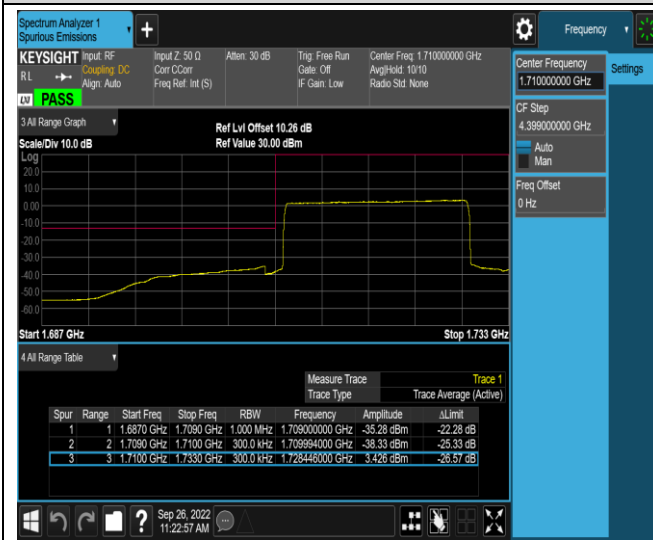 Spectrum Analyzer 1
Spurious Emissions
+
Frequency
KEYSIGHT
RL
Input: RF
Coupling: DC
Align: Auto
Input Z: 50 Ω
Corr CCorr
Freq Ref: Int (S)
Atten: 30 dB
Trig: Free Run
Gate: Off
IF Gain: Low
Center Freq: 1.710000000 GHz
Avg|Hold: 10/10
Radio Std: None
LXI PASS
Center Frequency
1.710000000 GHz
Settings
CF Step
4.399000000 GHz
Auto
Man
Freq Offset
0 Hz
3 All Range Graph
Scale/Div 10.0 dB
Ref Lvl Offset 10.26 dB
Ref Value 30.00 dBm
Log
20.0
10.0
0.00
-10.0
-20.0
-30.0
-40.0
-50.0
-60.0
Start 1.687 GHz Stop 1.733 GHz
4 All Range Table
Measure Trace Trace 1
Trace Type Trace Average (Active)
Spur Range Start Freq Stop Freq RBW Frequency Amplitude ΔLimit
1 1 1.6870 GHz 1.7090 GHz 1.000 MHz 1.709000000 GHz -35.28 dBm -22.28 dB
2 2 1.7090 GHz 1.7100 GHz 300.0 kHz 1.709994000 GHz -38.33 dBm -25.33 dB
3 3 1.7100 GHz 1.7330 GHz 300.0 kHz 1.728446000 GHz 3.426 dBm -26.57 dB
?
Sep 26, 2022
11:22:57 AM